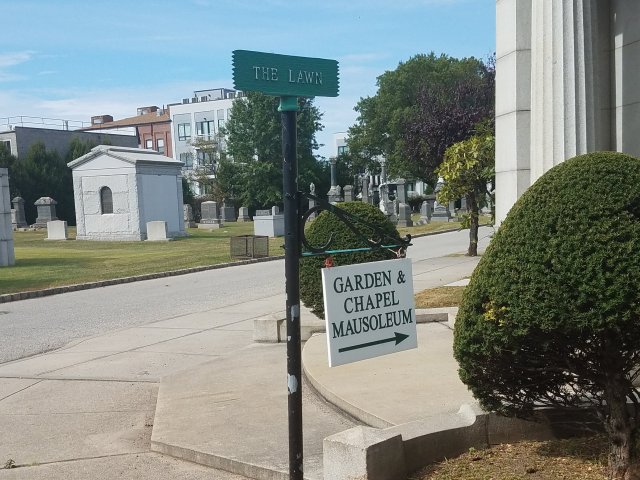 THE LAWN
GARDEN &
CHAPEL
MAUSOLEUM